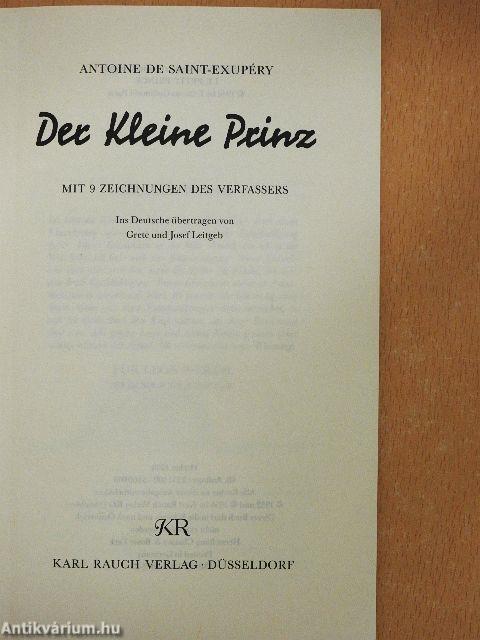 ANTOINE DE SAINT-EXUPÉRY
Der Kleine Prinz
MIT 9 ZEICHNUNGEN DES VERFASSERS
Ins Deutsche übertragen von
Grete und Josef Leitgeb
KR
KARL RAUCH VERLAG · DÜSSELDORF
Antikvárium.hu